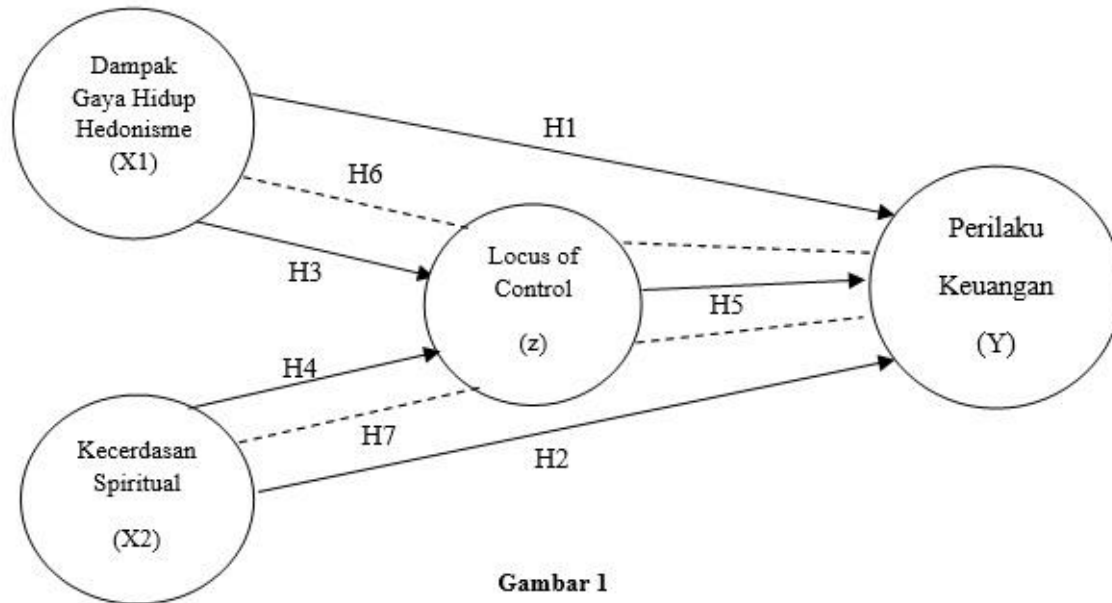 Dampak
Gaya Hidup
Hedonisme
(X1)
H1
H6
H3
Locus of
Control
(z)
H5
Perilaku
Keuangan
(Y)
H4
H7
H2
Kecerdasan
Spiritual
(X2)
Gambar 1